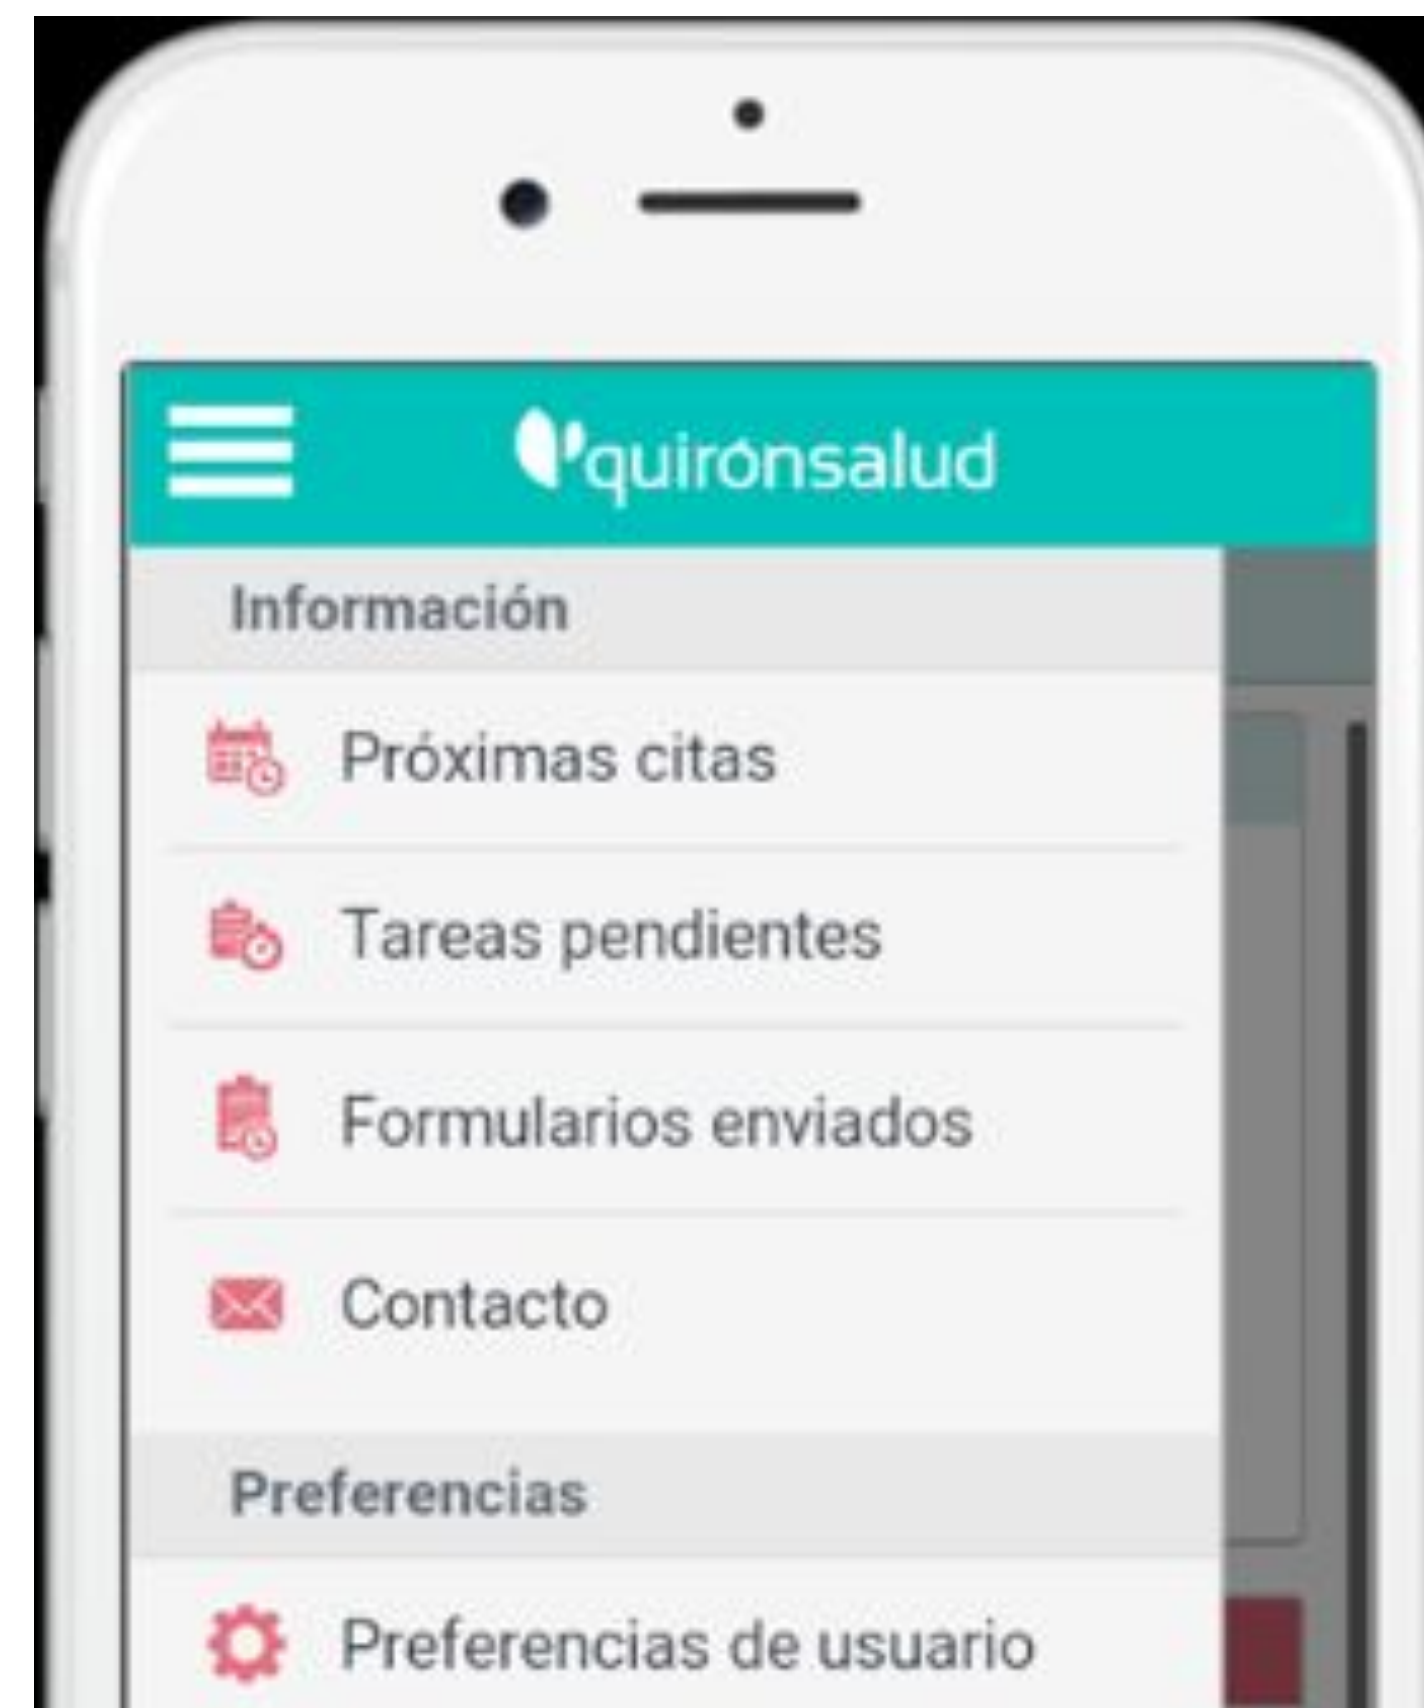 quirónsalud
Información
Próximas citas
Tareas pendientes
Formularios enviados
Contacto
Preferencias
Preferencias de usuario